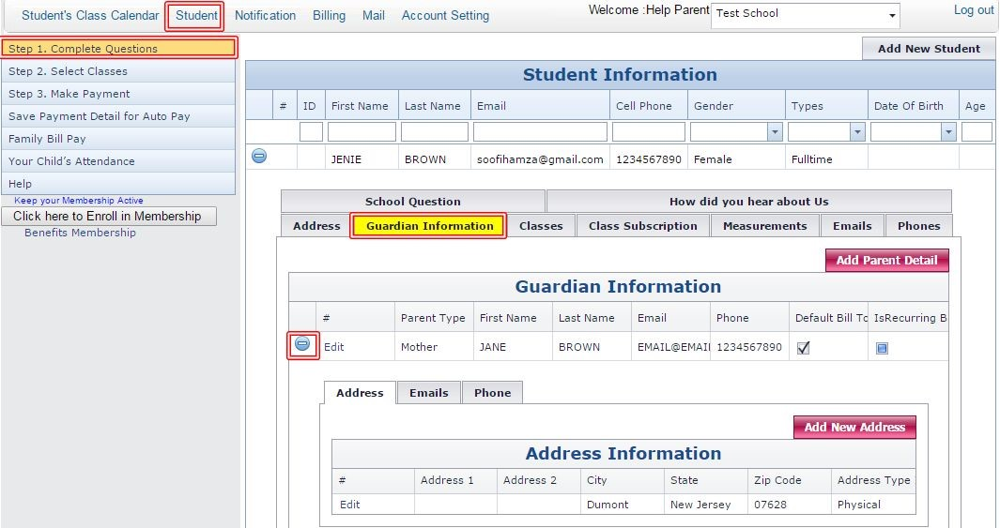 Student's Class Calendar Student Notification Billing Mail Account Setting Welcome :Help Parent Test School Log out
Step 1. Complete Questions
Step 2. Select Classes
Step 3. Make Payment
Save Payment Detail for Auto Pay
Family Bill Pay
Your Child's Attendance
Help
Keep your Membership Active
Click here to Enroll in Membership
Benefits Membership
Add New Student
Student Information
# ID First Name Last Name Email Cell Phone Gender Types Date Of Birth Age
JENIE BROWN soofihamza@gmail.com 1234567890 Female Fulltime
School Question How did you hear about Us
Address Guardian Information Classes Class Subscription Measurements Emails Phones
Add Parent Detail
Guardian Information
# Parent Type First Name Last Name Email Phone Default Bill To IsRecurring B
Edit Mother JANE BROWN EMAIL@EMAI 1234567890
Address Emails Phone
Add New Address
Address Information
# Address 1 Address 2 City State Zip Code Address Type
Edit Dumont New Jersey 07628 Physical